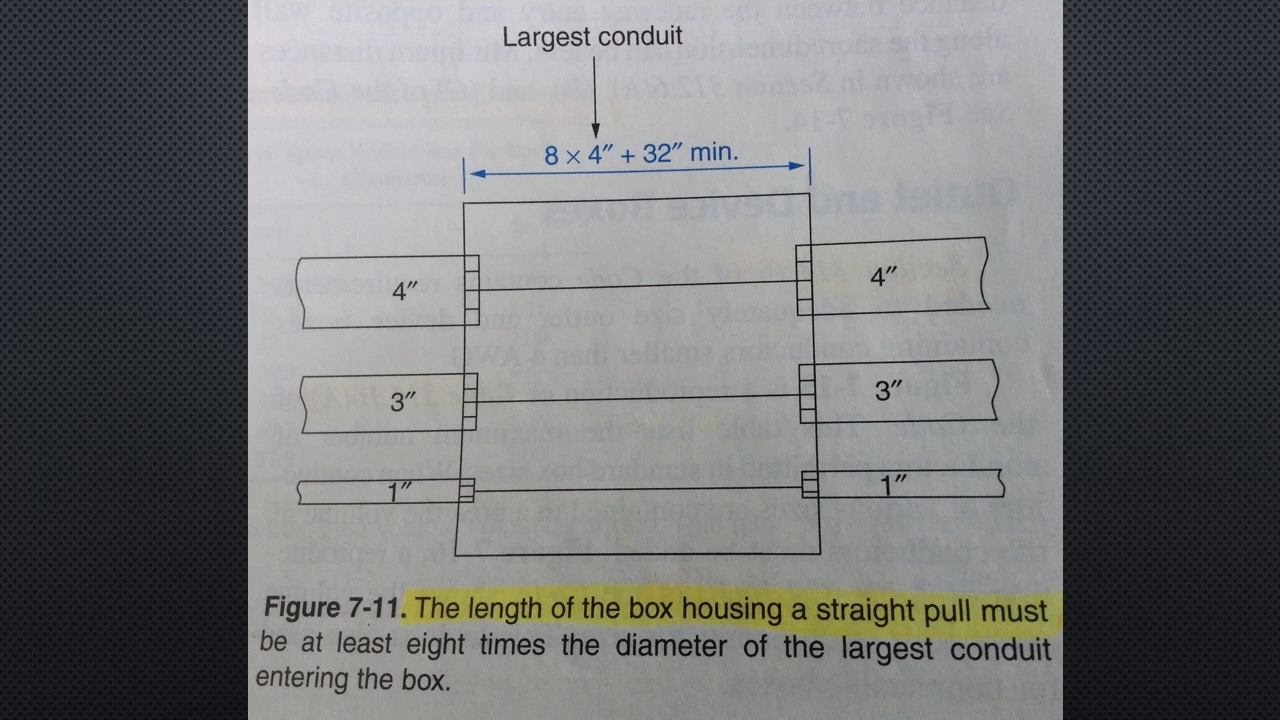 Largest conduit
8 × 4″ + 32″ min.
4″ 4″
3″ 3″
1″ 1″
Figure 7-11. The length of the box housing a straight pull must
be at least eight times the diameter of the largest conduit
entering the box.